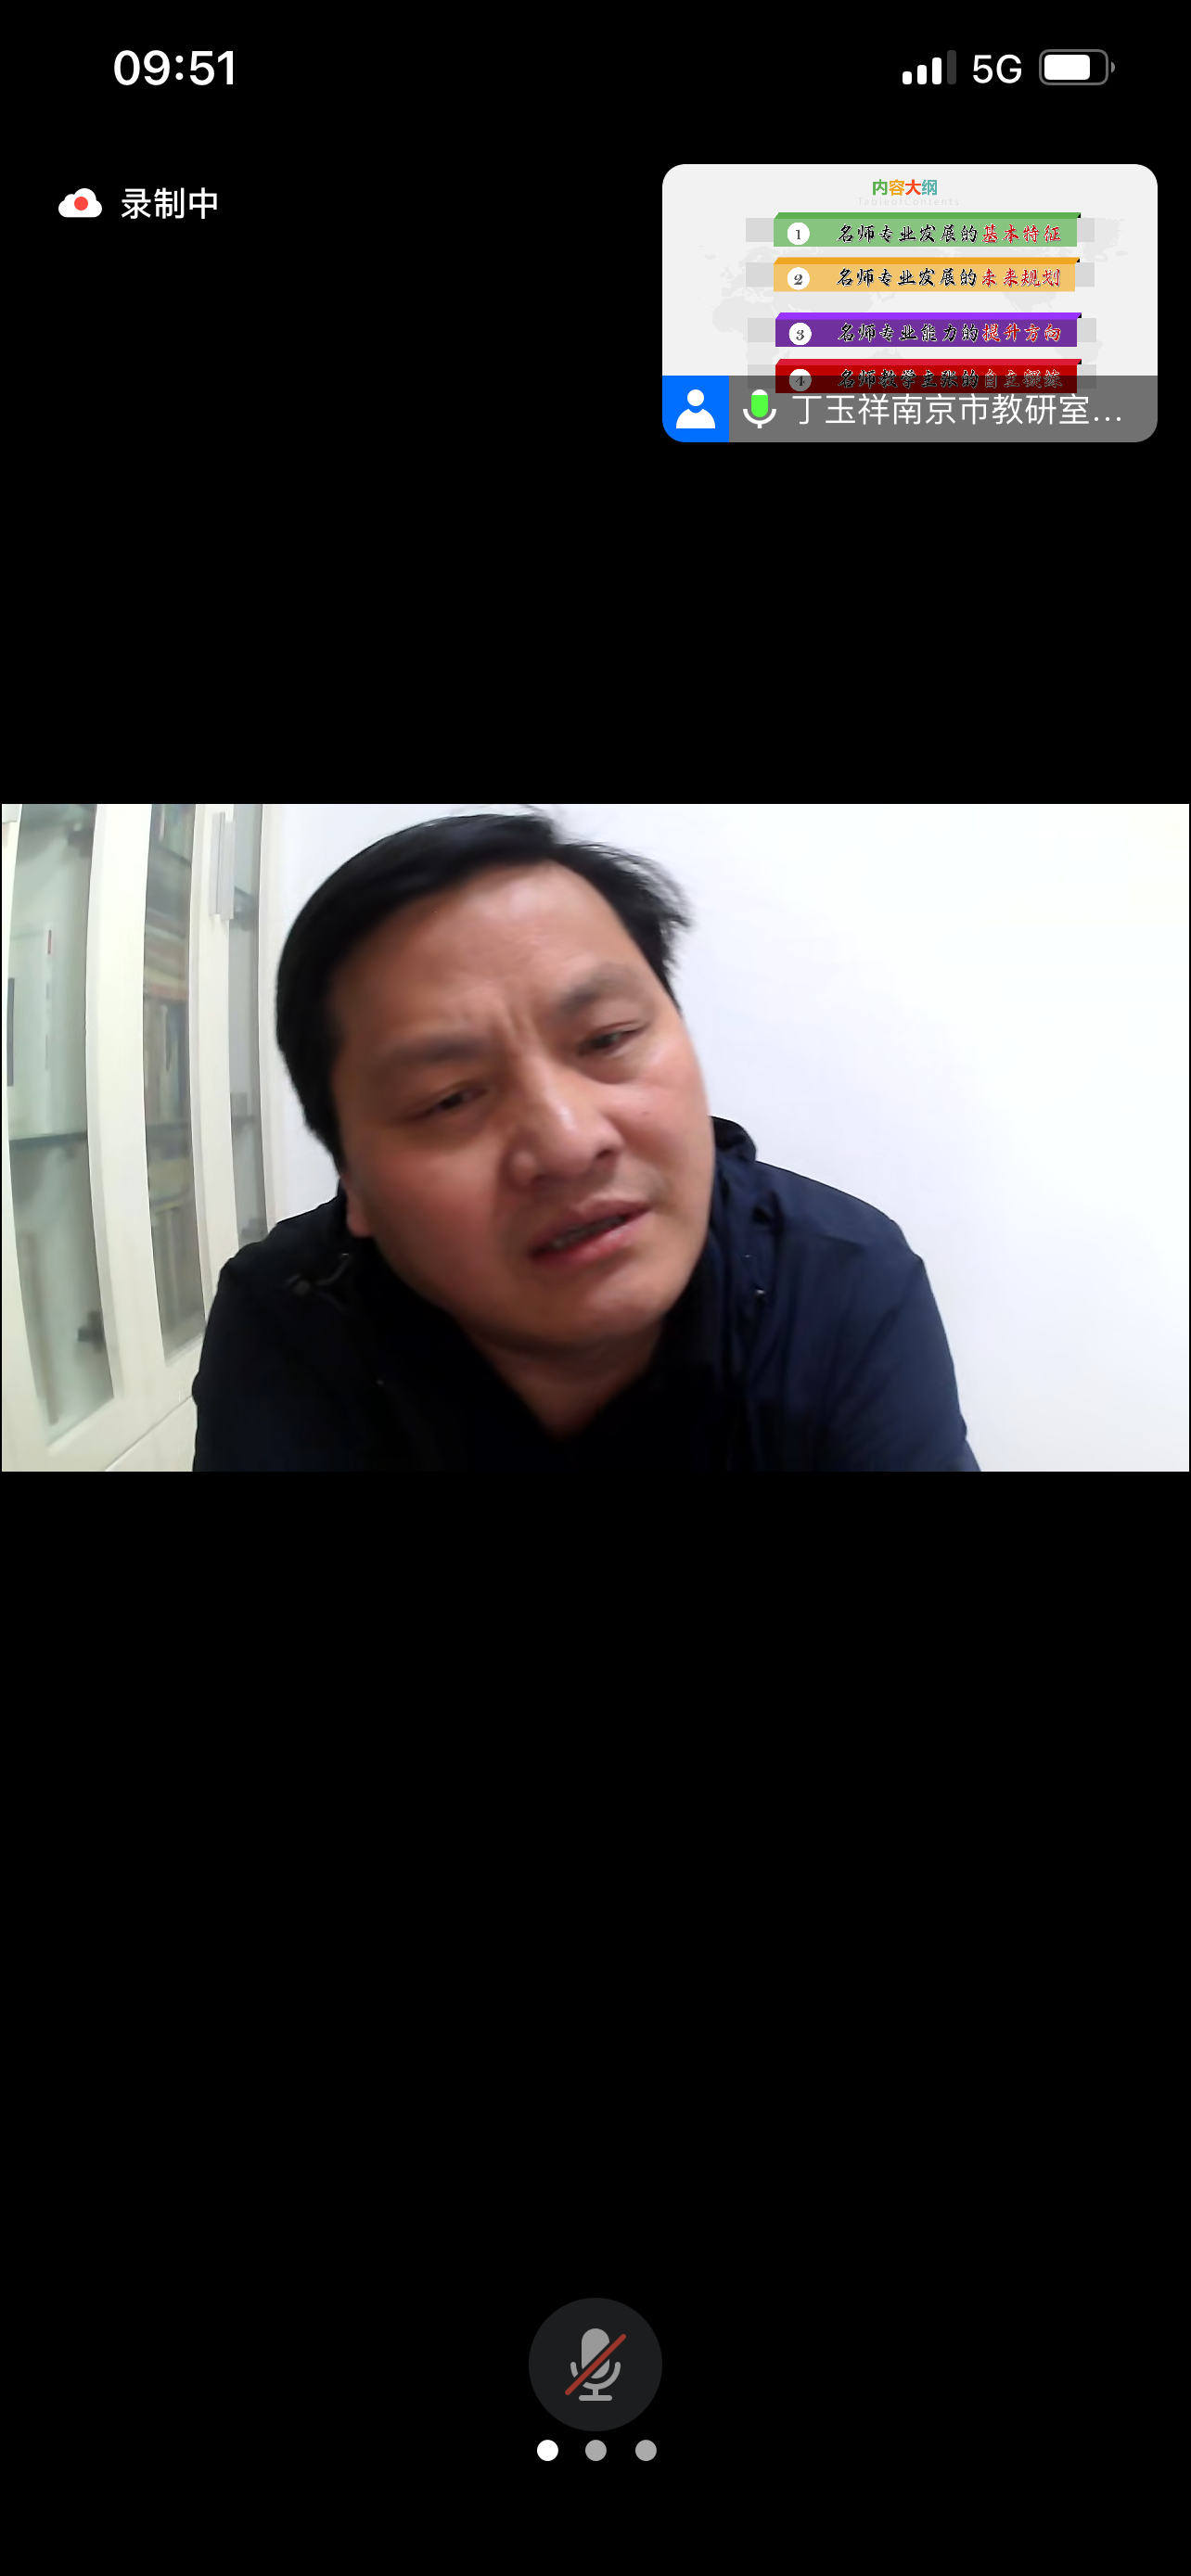 09:51
5G
录制中
内容大纲
TableofContents
1 名师专业发展的基本特征
2 名师专业发展的未来规划
3 名师专业能力的提升方向
4 名师教学主张的自主凝练
丁玉祥南京市教研室...